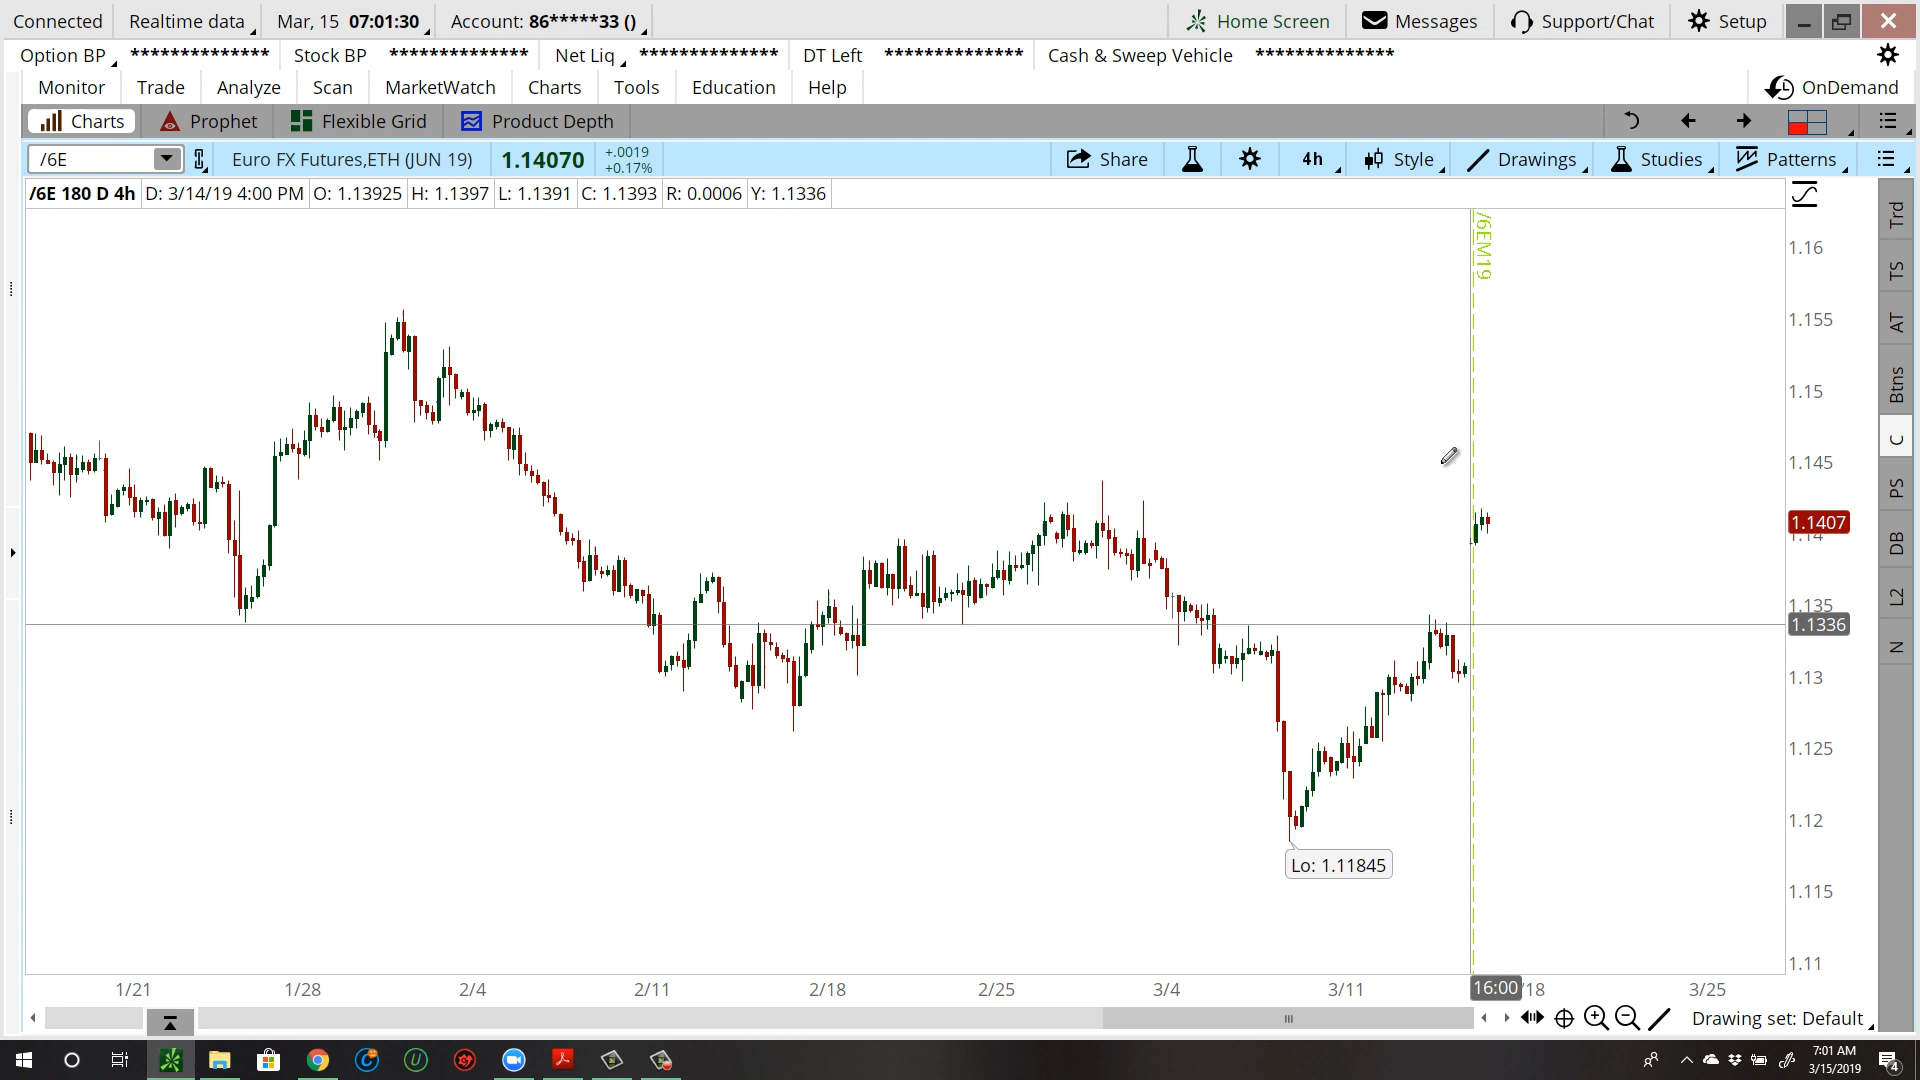 Connected Realtime data Mar, 15 07:01:30 Account: 86*****33 () Home Screen Messages Support/Chat Setup
Option BP ************** Stock BP ************** Net Liq ************** DT Left ************** Cash & Sweep Vehicle **************
Monitor Trade Analyze Scan MarketWatch Charts Tools Education Help OnDemand
Charts Prophet Flexible Grid Product Depth
/6E Euro FX Futures,ETH (JUN 19) 1.14070 +.0019 +0.17% Share 4h Style Drawings Studies Patterns
/6E 180 D 4h D: 3/14/19 4:00 PM O: 1.13925 H: 1.1397 L: 1.1391 C: 1.1393 R: 0.0006 Y: 1.1336
/6EM19
1.16
1.155
1.15
1.145
1.1407
1.14
1.135
1.1336
1.13
1.125
1.12
Lo: 1.11845
1.115
1.11
Trd
TS
AT
Btns
C
PS
DB
L2
N
1/21 1/28 2/4 2/11 2/18 2/25 3/4 3/11 16:00 /18 3/25
Drawing set: Default
7:01 AM
3/15/2019
4